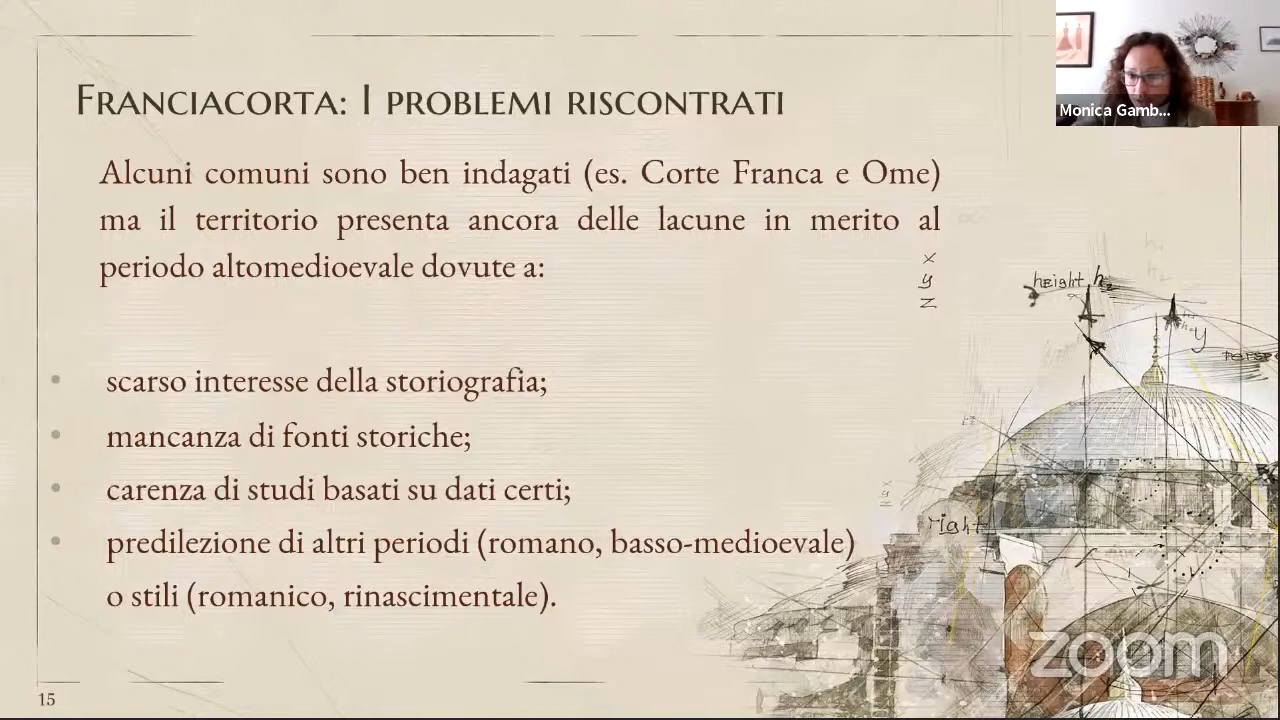 Franciacorta: I problemi riscontrati
Monica Gamb...
Alcuni comuni sono ben indagati (es. Corte Franca e Ome)
ma il territorio presenta ancora delle lacune in merito al
periodo altomedioevale dovute a:
x
y
z
height h₂
y
• scarso interesse della storiografia;
• mancanza di fonti storiche;
• carenza di studi basati su dati certi;
right
• predilezione di altri periodi (romano, basso-medioevale)
o stili (romanico, rinascimentale).
zoom
15